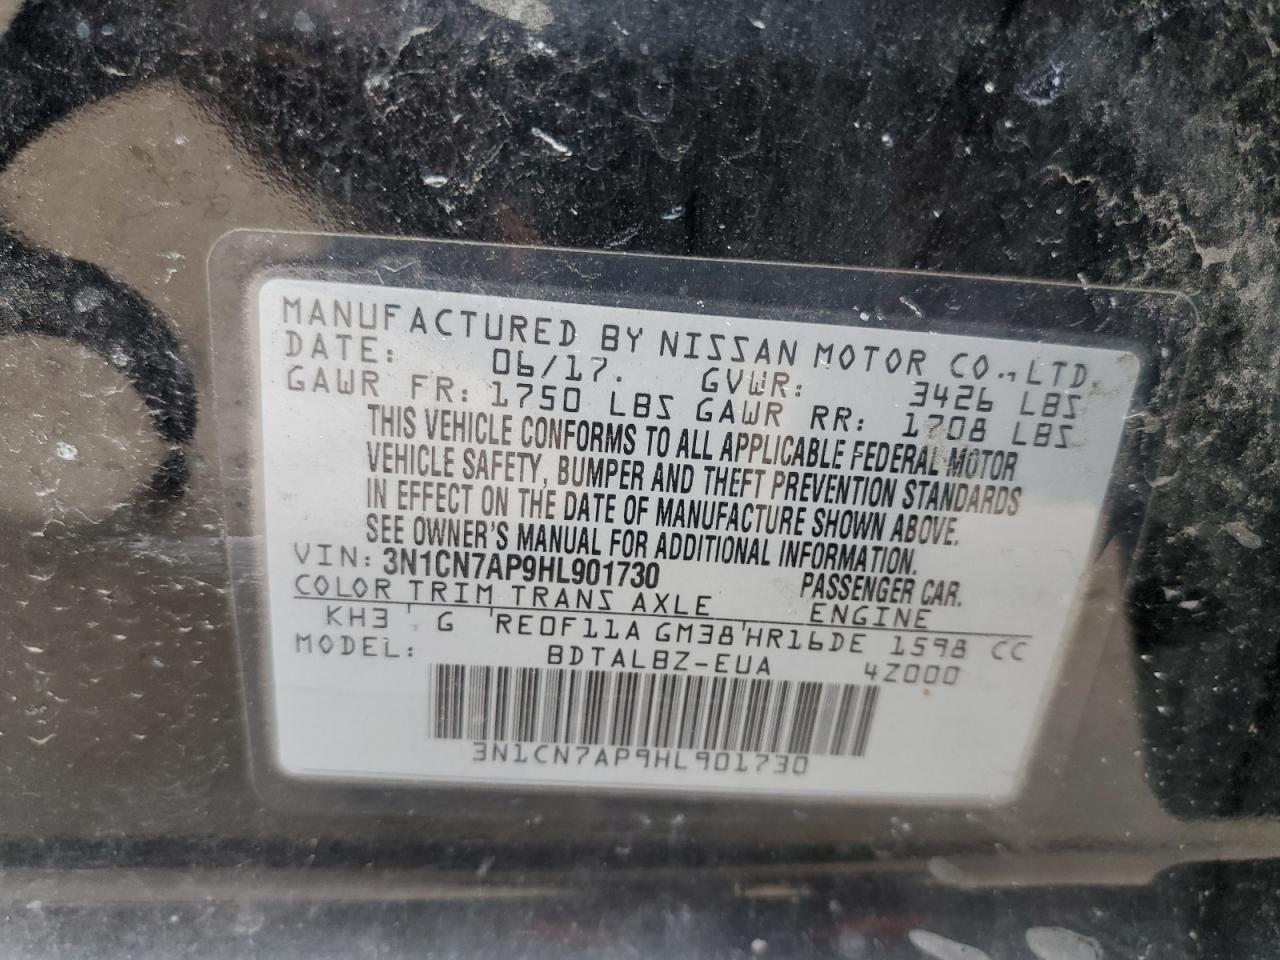 MANUFACTURED BY NISSAN MOTOR CO., LTD.
DATE: 06/17. GVWR: 3426 LBS
GAWR FR: 1750 LBS GAWR RR: 1708 LBS
THIS VEHICLE CONFORMS TO ALL APPLICABLE FEDERAL MOTOR
VEHICLE SAFETY, BUMPER AND THEFT PREVENTION STANDARDS
IN EFFECT ON THE DATE OF MANUFACTURE SHOWN ABOVE.
SEE OWNER'S MANUAL FOR ADDITIONAL INFORMATION.
VIN: 3N1CN7AP9HL901730 PASSENGER CAR.
COLOR TRIM TRANS AXLE ENGINE
KH3 G RE0F11A GM38 HR16DE 1598 CC
MODEL: BDTALBZ-EUA 4Z000
3N1CN7AP9HL901730